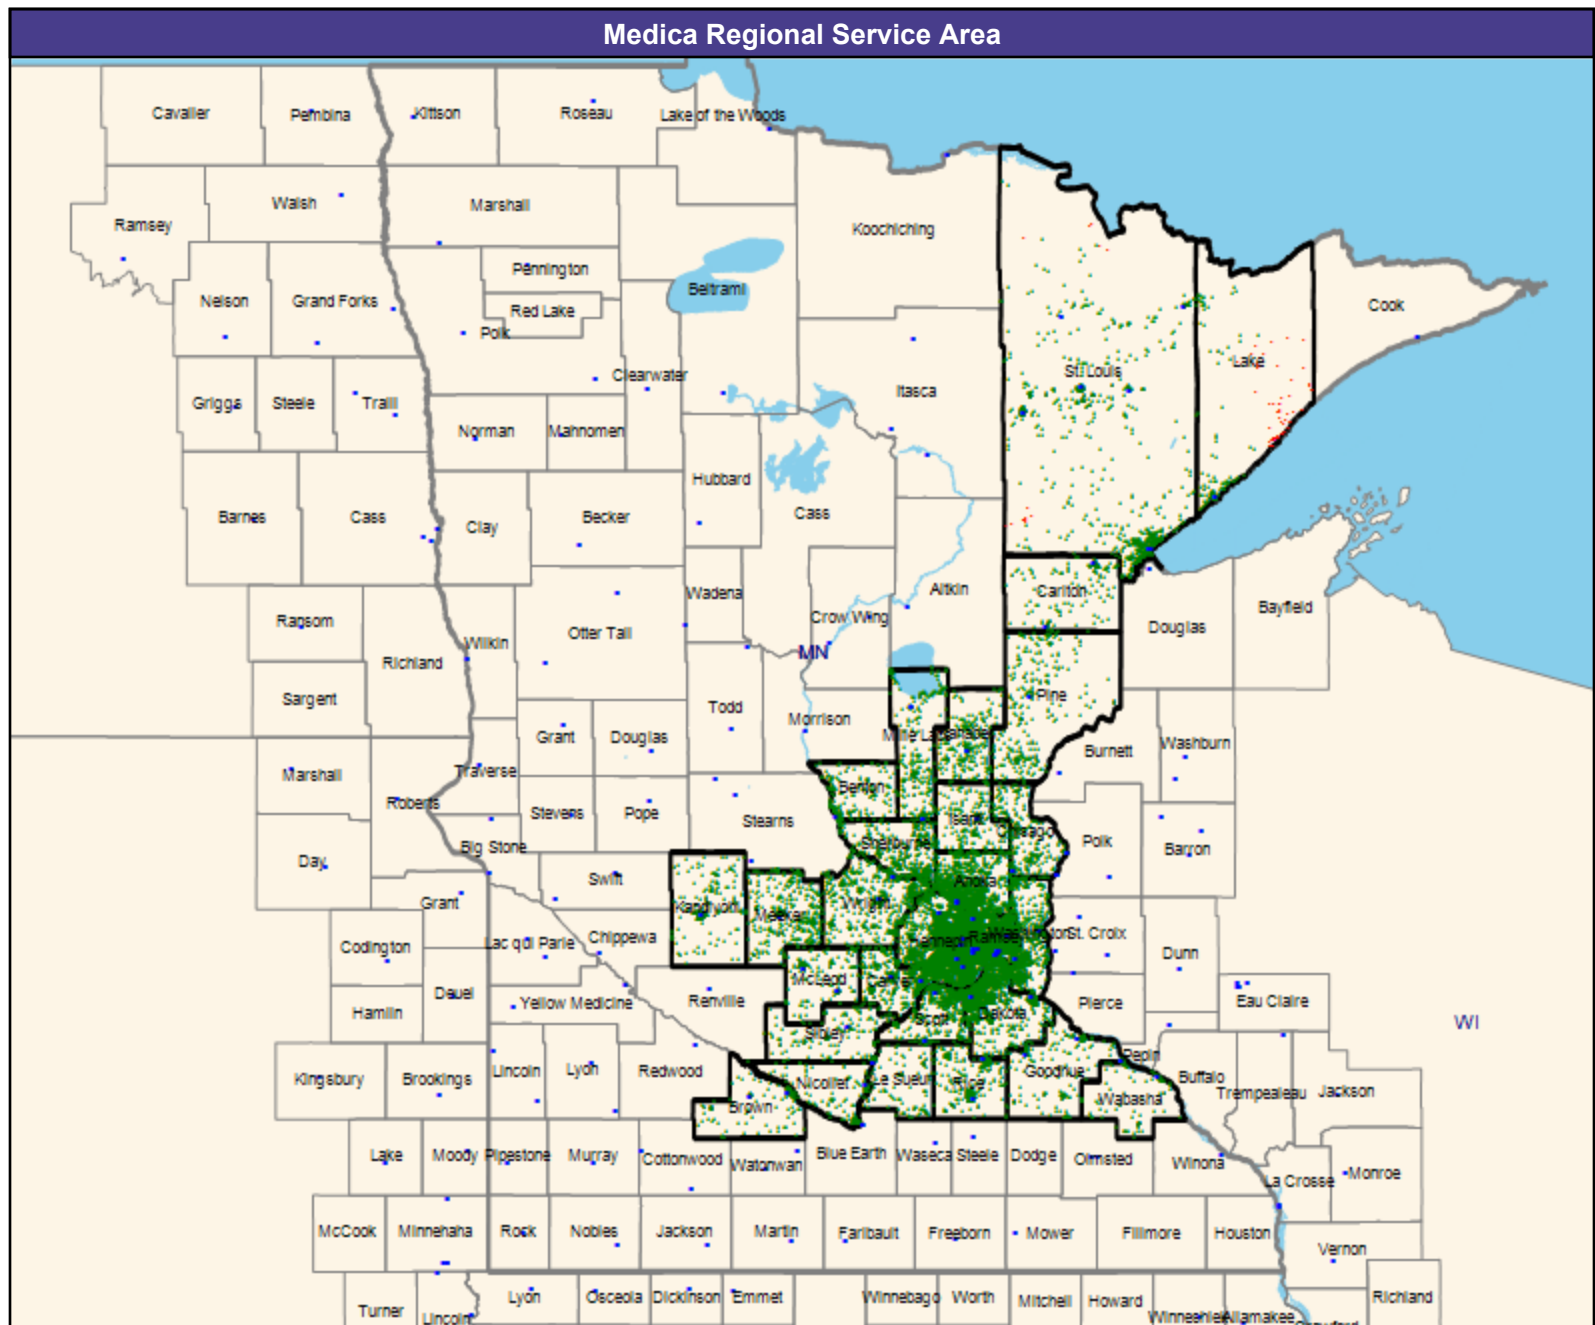 Medica Regional Service Area
Cavalier Pembina Kittson Roseau Lake of the Woods
Walsh Marshall
Ramsey Koochiching
Pennington
Nelson Grand Forks Beltrami
Red Lake Cook
Polk
Clearwater St. Louis Lake
Griggs Steele Traill Itasca
Norman Mahnomen
Hubbard
Barnes Cass Clay Becker Cass
Wadena Aitkin Carlton
Ransom Wilkin Otter Tail Crow Wing Douglas Bayfield
Richland MN
Sargent Todd Morrison Pine
Grant Douglas Mille Lacs Kanabec Burnett Washburn
Marshall Traverse
Roberts Stevens Pope Stearns Benton Isanti Chisago
Day Big Stone Sherburne Polk Barron
Grant Swift Anoka
Kandiyohi Meeker Wright
Codington Lac qui Parle Chippewa Hennepin Ramsey Washington St. Croix Dunn
Deuel Yellow Medicine Renville McLeod Carver Pierce Eau Claire
Hamlin Sibley Scott Dakota WI
Kingsbury Brookings Lincoln Lyon Redwood Nicollet Le Sueur Rice Goodhue Pepin Buffalo
Brown Wabasha Trempealeau Jackson
Lake Moody Pipestone Murray Cottonwood Watonwan Blue Earth Waseca Steele Dodge Olmsted Winona
La Crosse Monroe
McCook Minnehaha Rock Nobles Jackson Martin Faribault Freeborn Mower Fillmore Houston
Vernon
Turner Lincoln Lyon Osceola Dickinson Emmet Winnebago Worth Mitchell Howard Richland
Allamakee